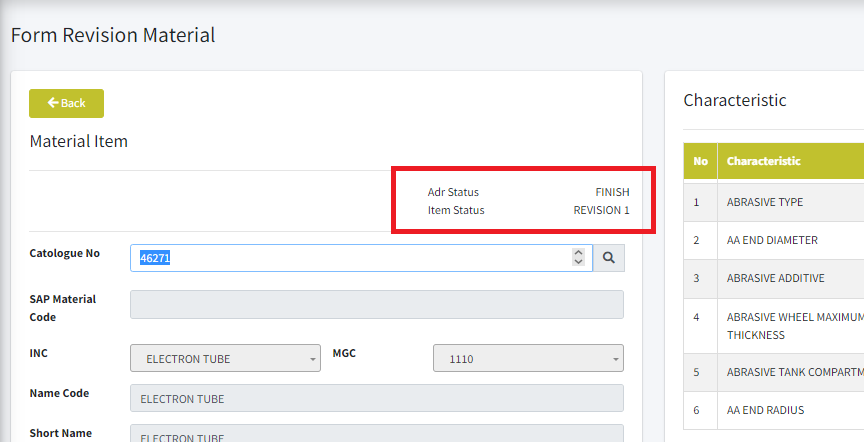 Form Revision Material
Back
Material Item
Adr Status FINISH
Item Status REVISION 1
Catologue No 46271
SAP Material
Code
INC ELECTRON TUBE MGC 1110
Name Code ELECTRON TUBE
Short Name ELECTRON TUBE
Characteristic
No Characteristic
1 ABRASIVE TYPE
2 AA END DIAMETER
3 ABRASIVE ADDITIVE
4 ABRASIVE WHEEL MAXIMUM
THICKNESS
5 ABRASIVE TANK COMPARTM
6 AA END RADIUS